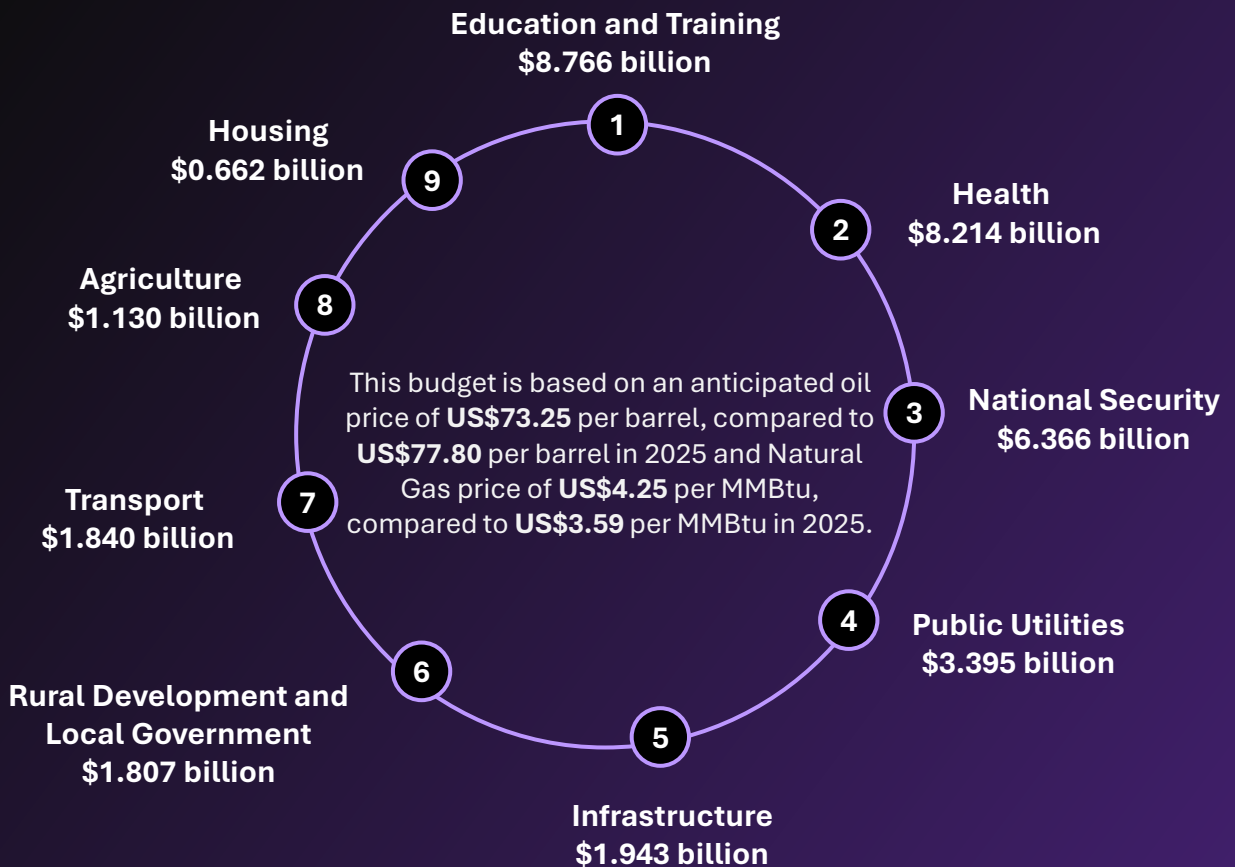 Education and Training
$8.766 billion
1
Health
$8.214 billion
2
National Security
$6.366 billion
3
Public Utilities
$3.395 billion
4
Infrastructure
$1.943 billion
5
Rural Development and
Local Government
$1.807 billion
6
Transport
$1.840 billion
7
Agriculture
$1.130 billion
8
Housing
$0.662 billion
9
This budget is based on an anticipated oil
price of US$73.25 per barrel, compared to
US$77.80 per barrel in 2025 and Natural
Gas price of US$4.25 per MMBtu,
compared to US$3.59 per MMBtu in 2025.